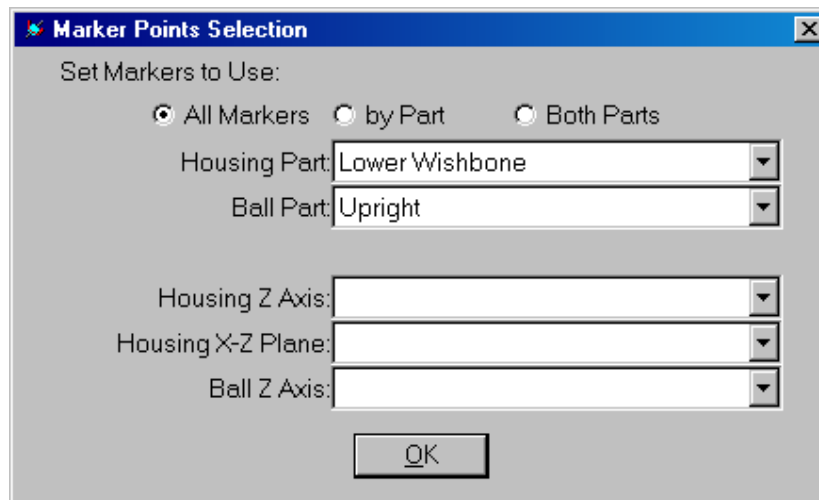 Marker Points Selection
Set Markers to Use:
All Markers by Part Both Parts
Housing Part: Lower Wishbone
Ball Part: Upright
Housing Z Axis:
Housing X-Z Plane:
Ball Z Axis:
OK